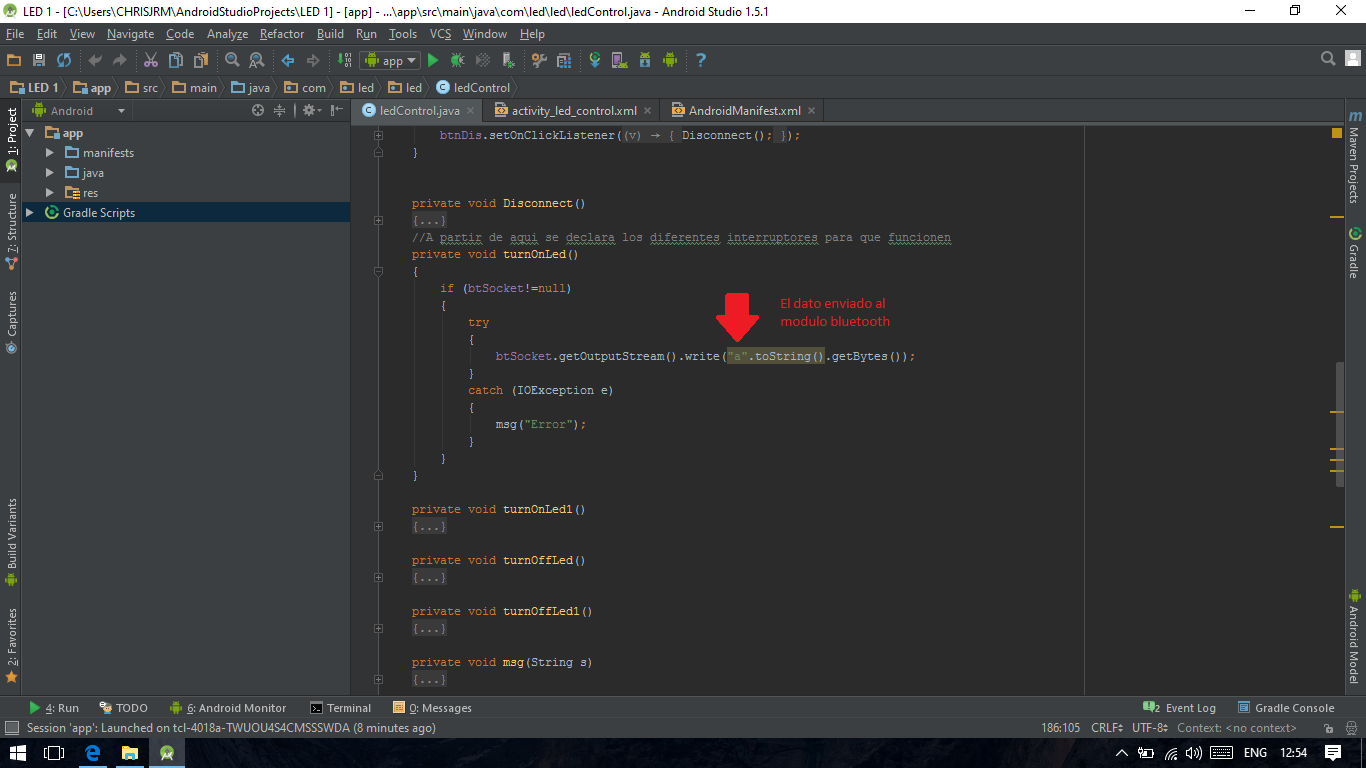 LED 1 - [C:\Users\CHRISJRM\AndroidStudioProjects\LED 1] - [app] - ...\app\src\main\java\com\led\led\ledControl.java - Android Studio 1.5.1
File Edit View Navigate Code Analyze Refactor Build Run Tools VCS Window Help
app
LED 1 app src main java com led led ledControl
Android
ledControl.java activity_led_control.xml AndroidManifest.xml
1: Project
7: Structure
Captures
Build Variants
2: Favorites
app
manifests
java
res
Gradle Scripts
btnDis.setOnClickListener((v) → { Disconnect(); });
}
private void Disconnect()
{...}
//A partir de aqui se declara los diferentes interruptores para que funcionen
private void turnOnLed()
{
if (btSocket!=null)
{
try
{
btSocket.getOutputStream().write("a".toString().getBytes());
}
catch (IOException e)
{
msg("Error");
}
}
}
private void turnOnLed1()
{...}
private void turnOffLed()
{...}
private void turnOffLed1()
{...}
private void msg(String s)
{...}
El dato enviado al
modulo bluetooth
m
Maven Projects
Gradle
Android Model
4: Run TODO 6: Android Monitor Terminal 0: Messages 2 Event Log Gradle Console
Session 'app': Launched on tcl-4018a-TWUOU4S4CMSSSWDA (8 minutes ago) 186:105 CRLF UTF-8 Context: <no context>
ENG 12:54